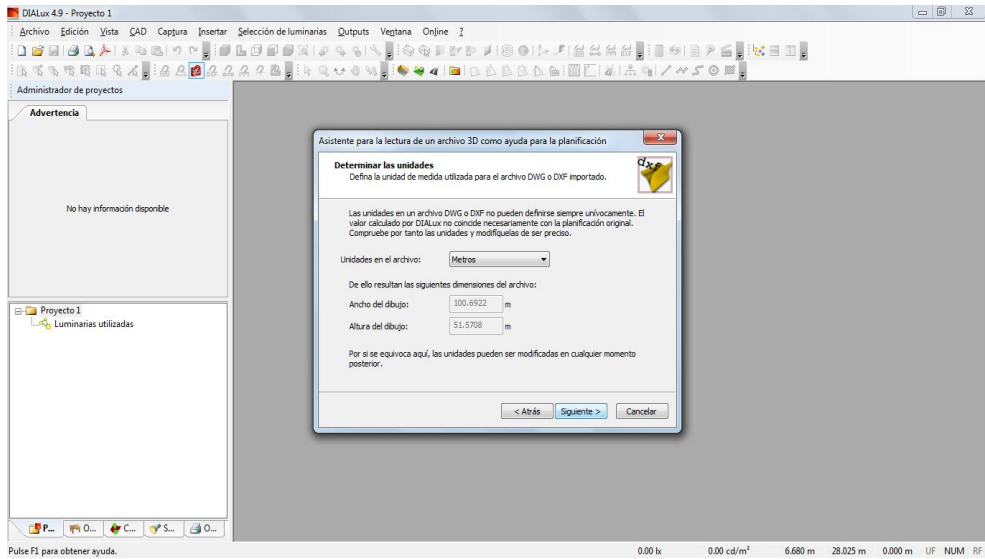 DIALux 4.9 - Proyecto 1
Archivo Edición Vista CAD Captura Insertar Selección de luminarias Outputs Ventana Online ?
Administrador de proyectos
Advertencia
No hay información disponible
Proyecto 1
Luminarias utilizadas
Asistente para la lectura de un archivo 3D como ayuda para la planificación
Determinar las unidades
Defina la unidad de medida utilizada para el archivo DWG o DXF importado.
dxf
Las unidades en un archivo DWG o DXF no pueden definirse siempre unívocamente. El
valor calculado por DIALux no coincide necesariamente con la planificación original.
Compruebe por tanto las unidades y modifíquelas de ser preciso.
Unidades en el archivo: Metros
De ello resultan las siguientes dimensiones del archivo:
Ancho del dibujo: 100.6922 m
Altura del dibujo: 51.5708 m
Por si se equivoca aquí, las unidades pueden ser modificadas en cualquier momento
posterior.
< Atrás Siguiente > Cancelar
P... O... C... S... O...
Pulse F1 para obtener ayuda. 0.00 lx 0.00 cd/m² 6.680 m 28.025 m 0.000 m UF NUM RF